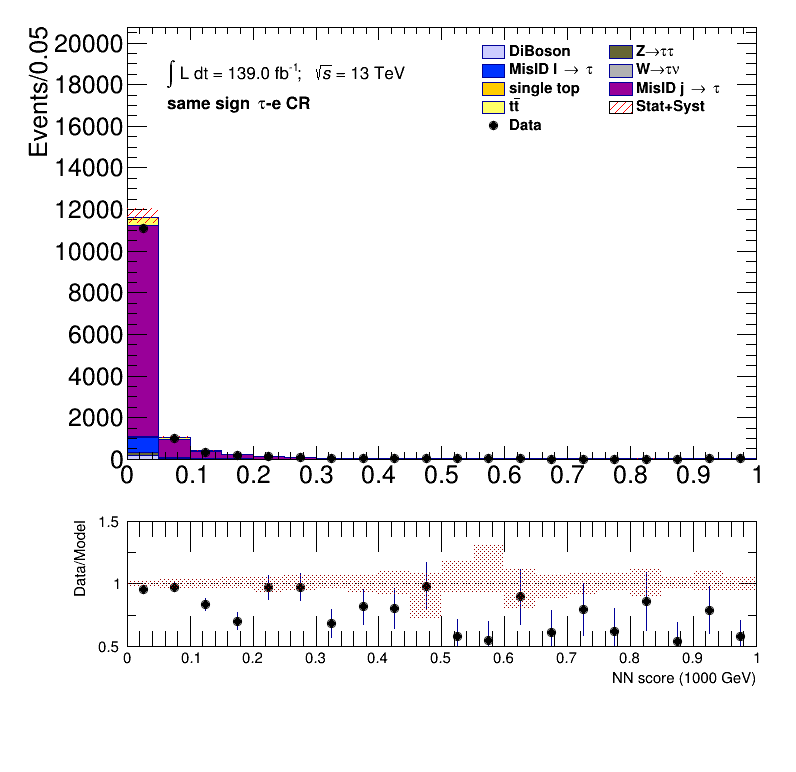 Events/0.05
20000
18000
16000
14000
12000
10000
8000
6000
4000
2000
0
∫ L dt = 139.0 fb⁻¹; √s = 13 TeV
same sign τ-e CR
DiBoson
MisID l → τ
single top
tt̄
Data
Z→ττ
W→τν
MisID j → τ
Stat+Syst
0 0.1 0.2 0.3 0.4 0.5 0.6 0.7 0.8 0.9 1
Data/Model
1.5
1
0.5
0 0.1 0.2 0.3 0.4 0.5 0.6 0.7 0.8 0.9 1
NN score (1000 GeV)